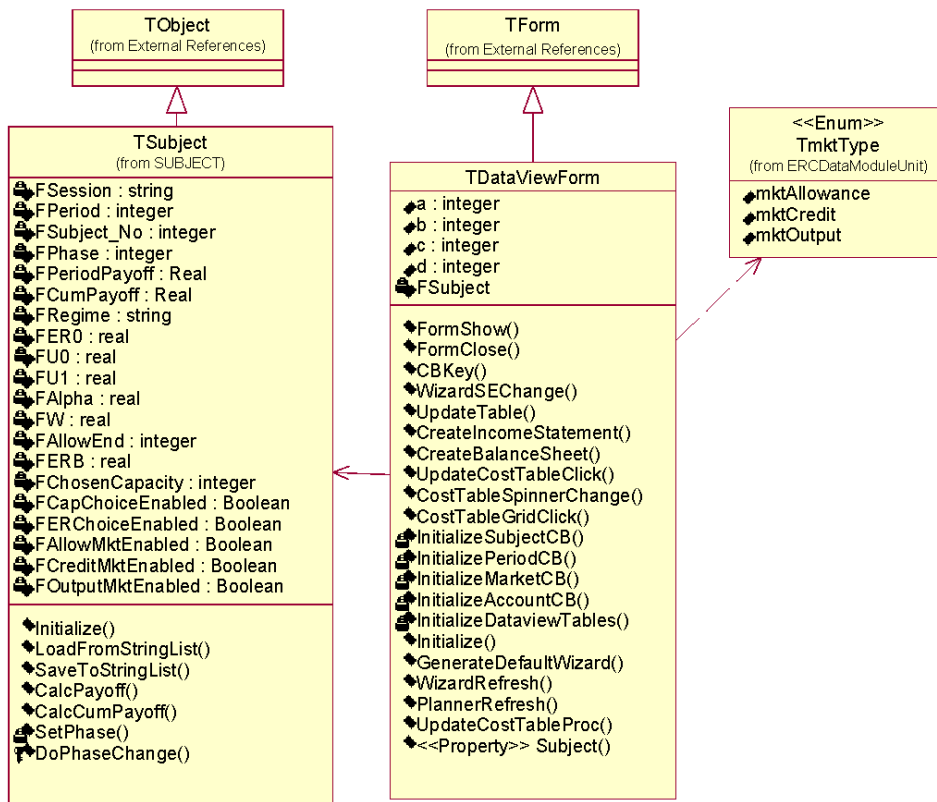 TObject
(from External References)
TForm
(from External References)
TSubject
(from SUBJECT)
FSession : string
FPeriod : integer
FSubject_No : integer
FPhase : integer
FPeriodPayoff : Real
FCumPayoff : Real
FRegime : string
FER0 : real
FU0 : real
FU1 : real
FAlpha : real
FW : real
FAllowEnd : integer
FERB : real
FChosenCapacity : integer
FCapChoiceEnabled : Boolean
FERChoiceEnabled : Boolean
FAllowMktEnabled : Boolean
FCreditMktEnabled : Boolean
FOutputMktEnabled : Boolean
Initialize()
LoadFromStringList()
SaveToStringList()
CalcPayoff()
CalcCumPayoff()
SetPhase()
DoPhaseChange()
TDataViewForm
a : integer
b : integer
c : integer
d : integer
FSubject
FormShow()
FormClose()
CBKey()
WizardSEChange()
UpdateTable()
CreateIncomeStatement()
CreateBalanceSheet()
UpdateCostTableClick()
CostTableSpinnerChange()
CostTableGridClick()
InitializeSubjectCB()
InitializePeriodCB()
InitializeMarketCB()
InitializeAccountCB()
InitializeDataviewTables()
Initialize()
GenerateDefaultWizard()
WizardRefresh()
PlannerRefresh()
UpdateCostTableProc()
<<Property>> Subject()
<<Enum>>
TmktType
(from ERCDataModuleUnit)
mktAllowance
mktCredit
mktOutput